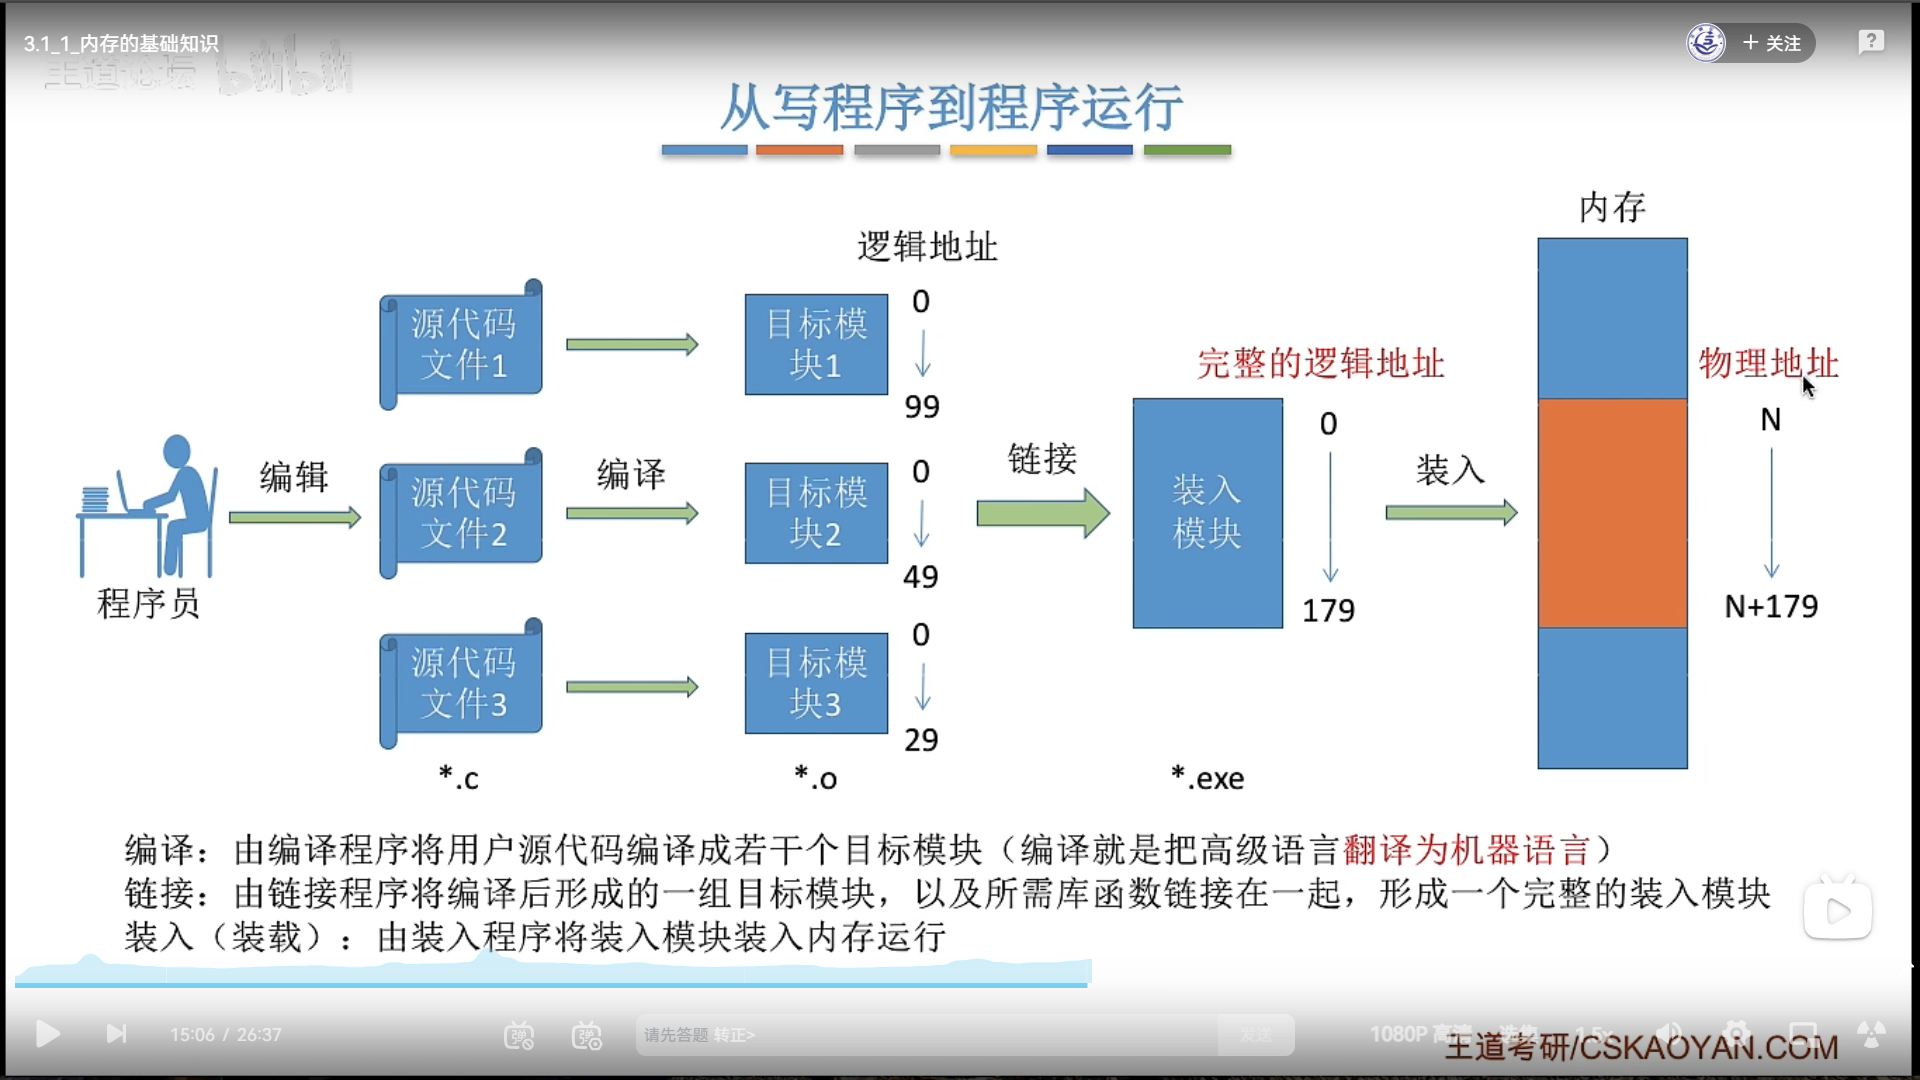 3.1_1_内存的基础知识
+ 关注
王道论坛 bilibili
从写程序到程序运行
内存
逻辑地址
源代码
文件1
目标模
块1
0
99
完整的逻辑地址
物理地址
程序员
编辑
源代码
文件2
编译
目标模
块2
0
49
链接
装入
模块
0
179
装入
N
N+179
源代码
文件3
目标模
块3
0
29
*.c
*.o
*.exe
编译：由编译程序将用户源代码编译成若干个目标模块（编译就是把高级语言翻译为机器语言）
链接：由链接程序将编译后形成的一组目标模块，以及所需库函数链接在一起，形成一个完整的装入模块
装入（装载）：由装入程序将装入模块装入内存运行
15:06 / 26:37
弹
弹
请先答题 转正>
发送
1080P 高清
选集
1.5x
王道考研/CSKAOYAN.COM